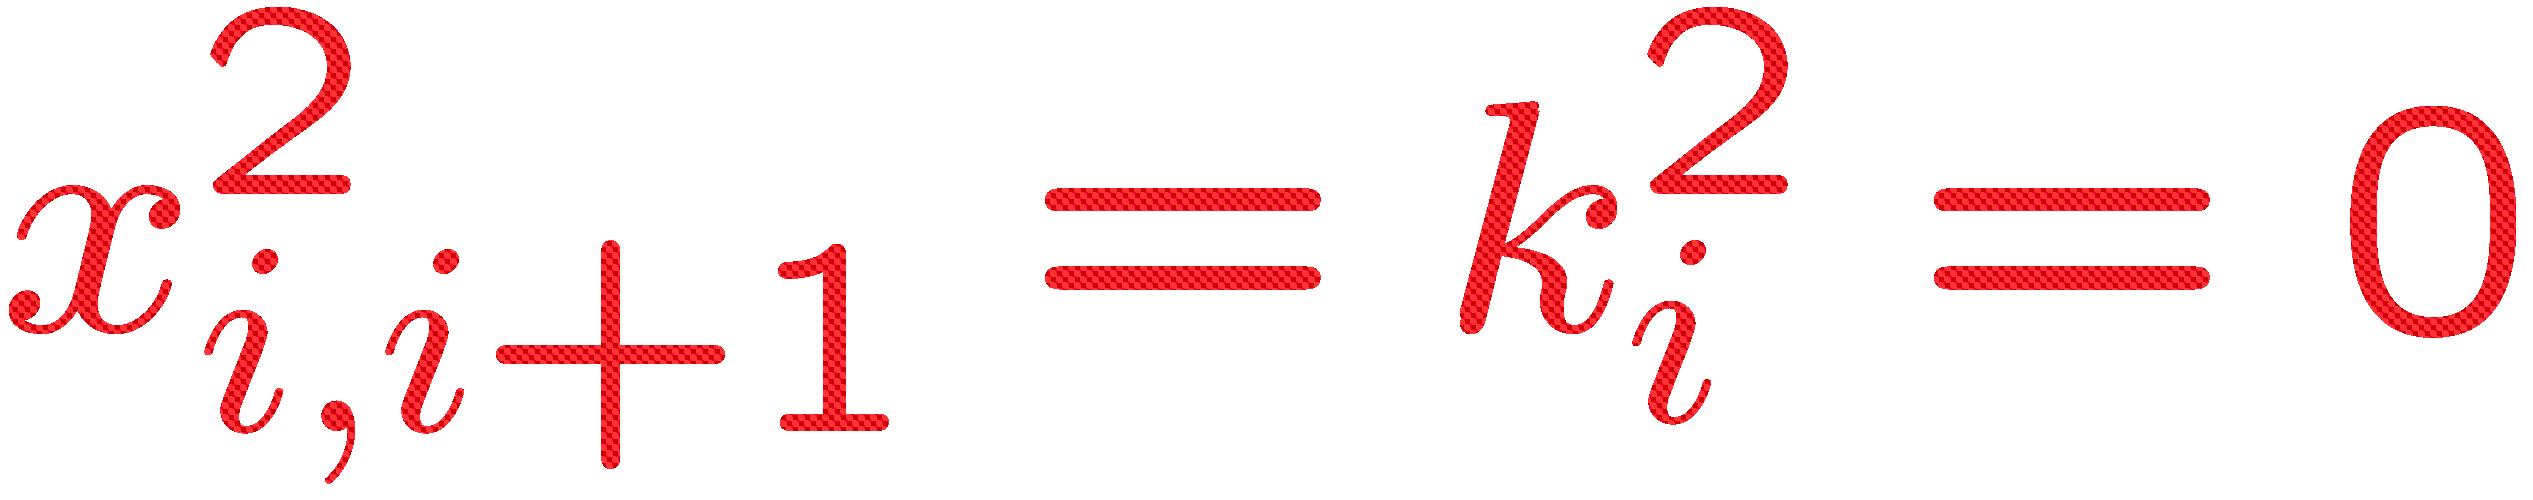 $x_{i,i+1}^2 = k_i^2 = 0$